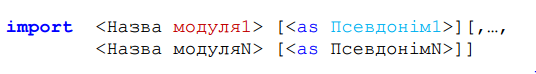 import <Назва модуля1> [<as Псевдонім1>][,…,
<Назва модуляN> [<as ПсевдонімN>]]